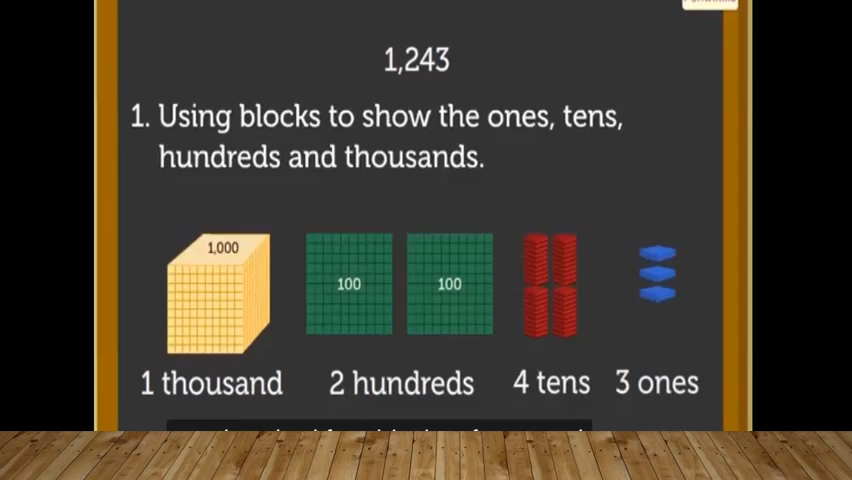 1,243
1. Using blocks to show the ones, tens,
hundreds and thousands.
1,000
100 100
1 thousand 2 hundreds 4 tens 3 ones